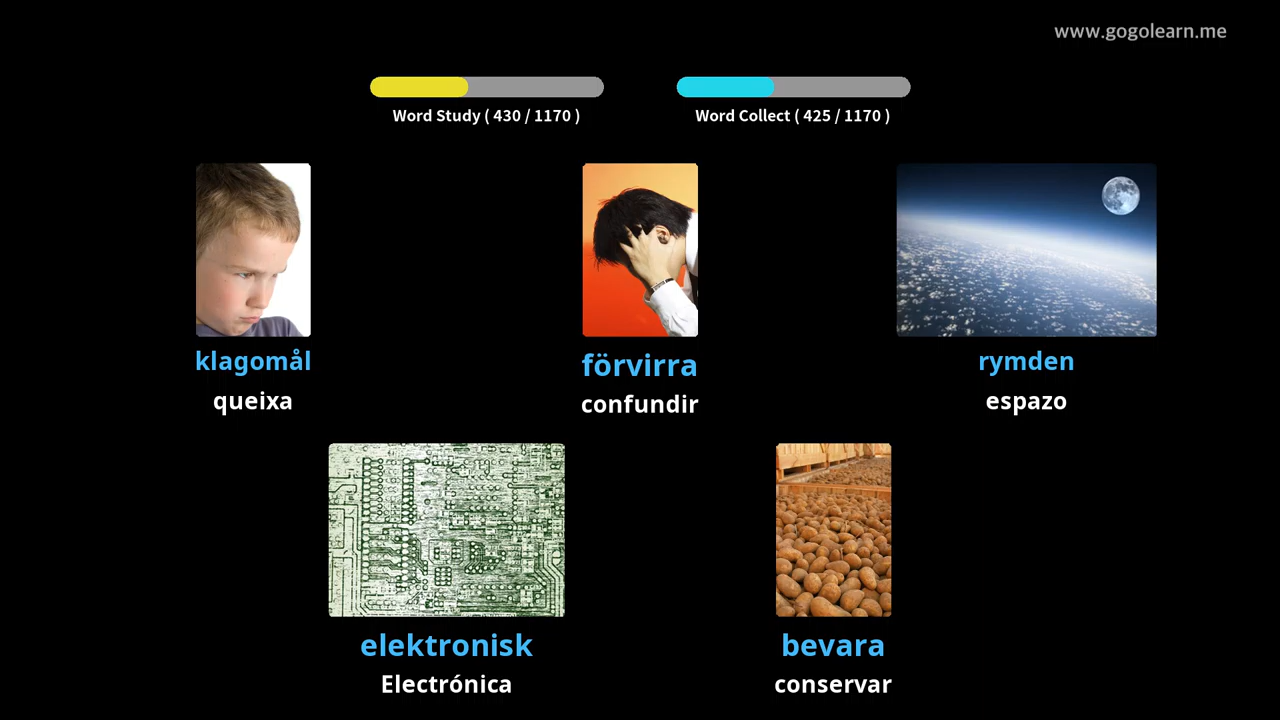 www.gogolearn.me
Word Study ( 430 / 1170 )
Word Collect ( 425 / 1170 )
klagomål
queixa
förvirra
confundir
rymden
espazo
elektronisk
Electrónica
bevara
conservar